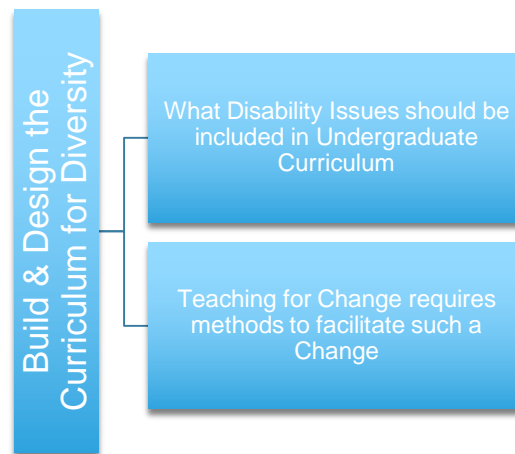 Build & Design the
Curriculum for Diversity
What Disability Issues should be
included in Undergraduate
Curriculum
Teaching for Change requires
methods to facilitate such a
Change